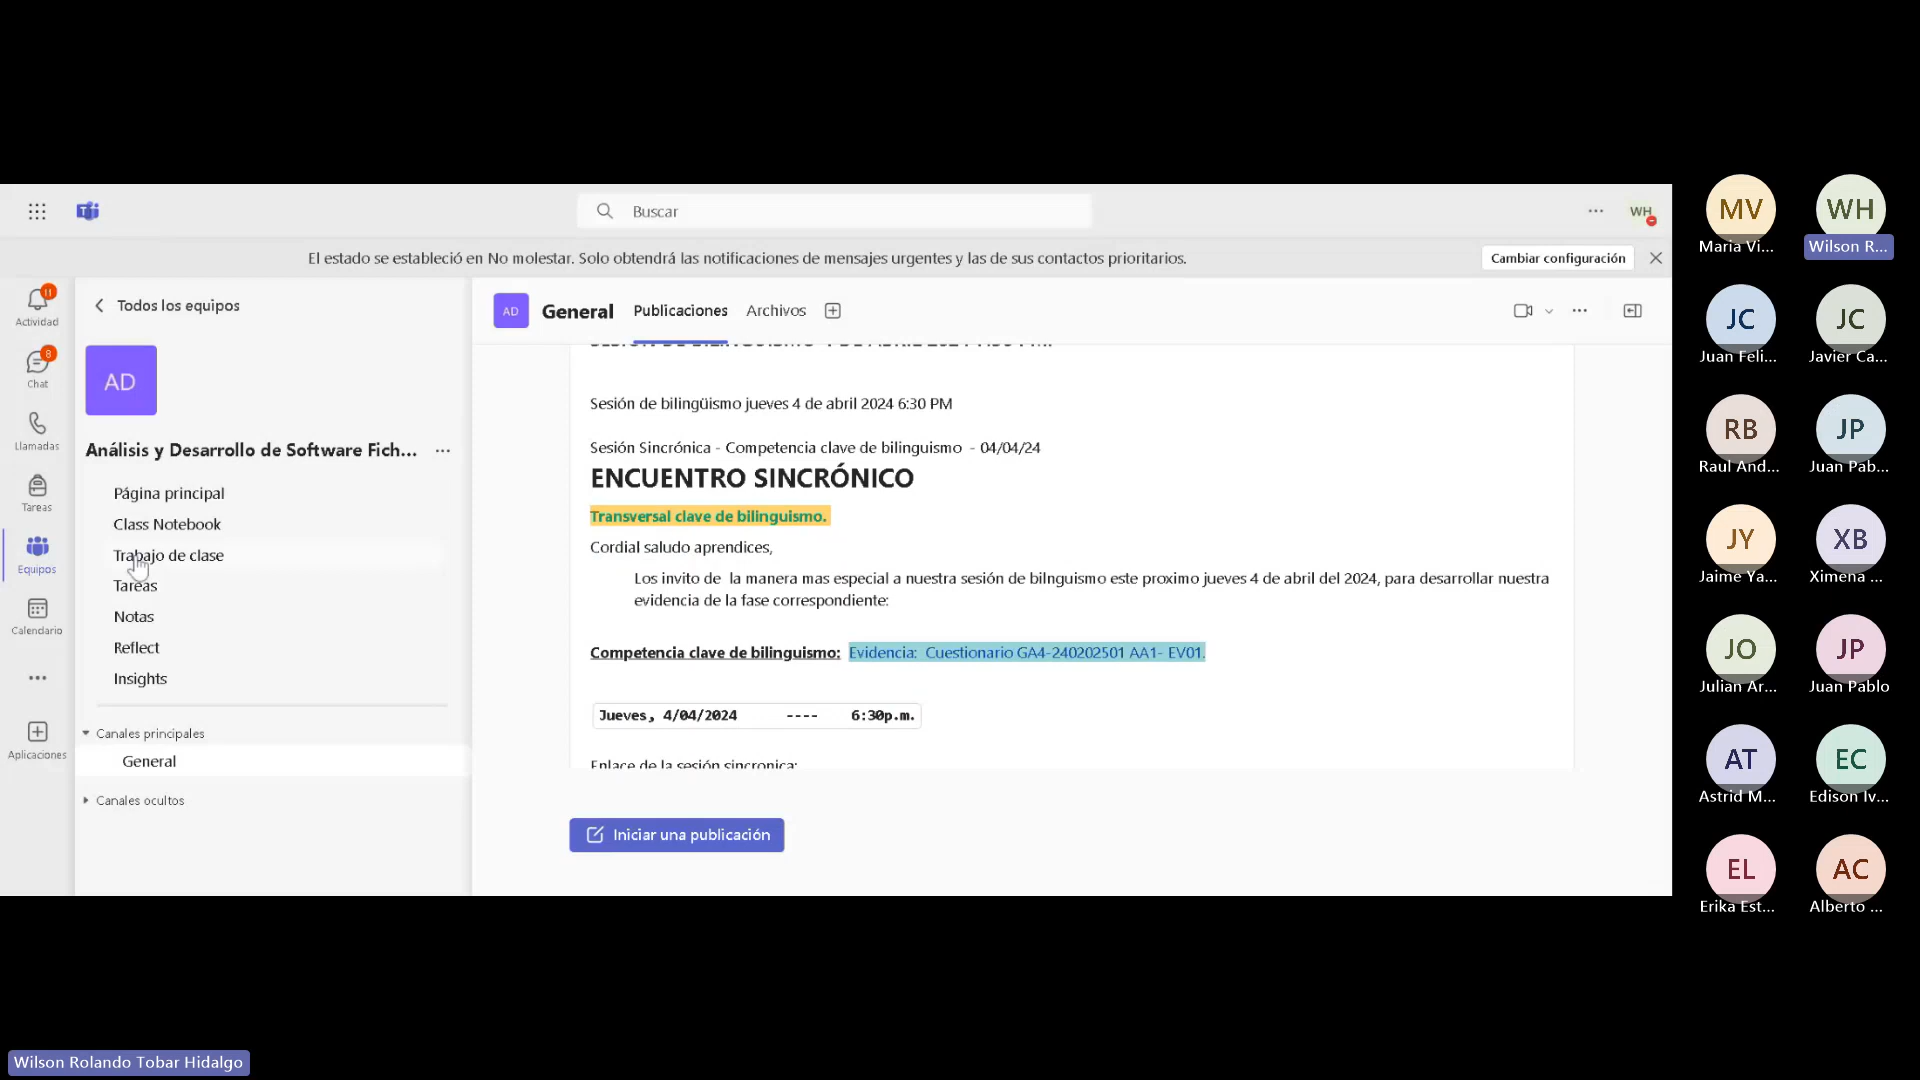 Buscar
WH
El estado se estableció en No molestar. Solo obtendrá las notificaciones de mensajes urgentes y las de sus contactos prioritarios.
Cambiar configuración
11
Actividad
8
Chat
Llamadas
Tareas
Equipos
Calendario
Aplicaciones
Todos los equipos
AD
Análisis y Desarrollo de Software Fich...
Página principal
Class Notebook
Trabajo de clase
Tareas
Notas
Reflect
Insights
Canales principales
General
Canales ocultos
AD
General
Publicaciones
Archivos
SESIÓN DE BILINGUISMO 4 DE ABRIL 2024
Sesión de bilingüismo jueves 4 de abril 2024 6:30 PM
Sesión Sincrónica - Competencia clave de bilinguismo - 04/04/24
ENCUENTRO SINCRÓNICO
Transversal clave de bilinguismo.
Cordial saludo aprendices,
Los invito de la manera mas especial a nuestra sesión de bilnguismo este proximo jueves 4 de abril del 2024, para desarrollar nuestra
evidencia de la fase correspondiente:
Competencia clave de bilinguismo: Evidencia: Cuestionario GA4-240202501 AA1- EV01.
Jueves, 4/04/2024 ---- 6:30p.m.
Enlace de la sesión sincronica:
Iniciar una publicación
MV
Maria Vi...
WH
Wilson R...
JC
Juan Feli...
JC
Javier Ca...
RB
Raul And...
JP
Juan Pab...
JY
Jaime Ya...
XB
Ximena ...
JO
Julian Ar...
JP
Juan Pablo
AT
Astrid M...
EC
Edison Iv...
EL
Erika Est...
AC
Alberto ...
Wilson Rolando Tobar Hidalgo